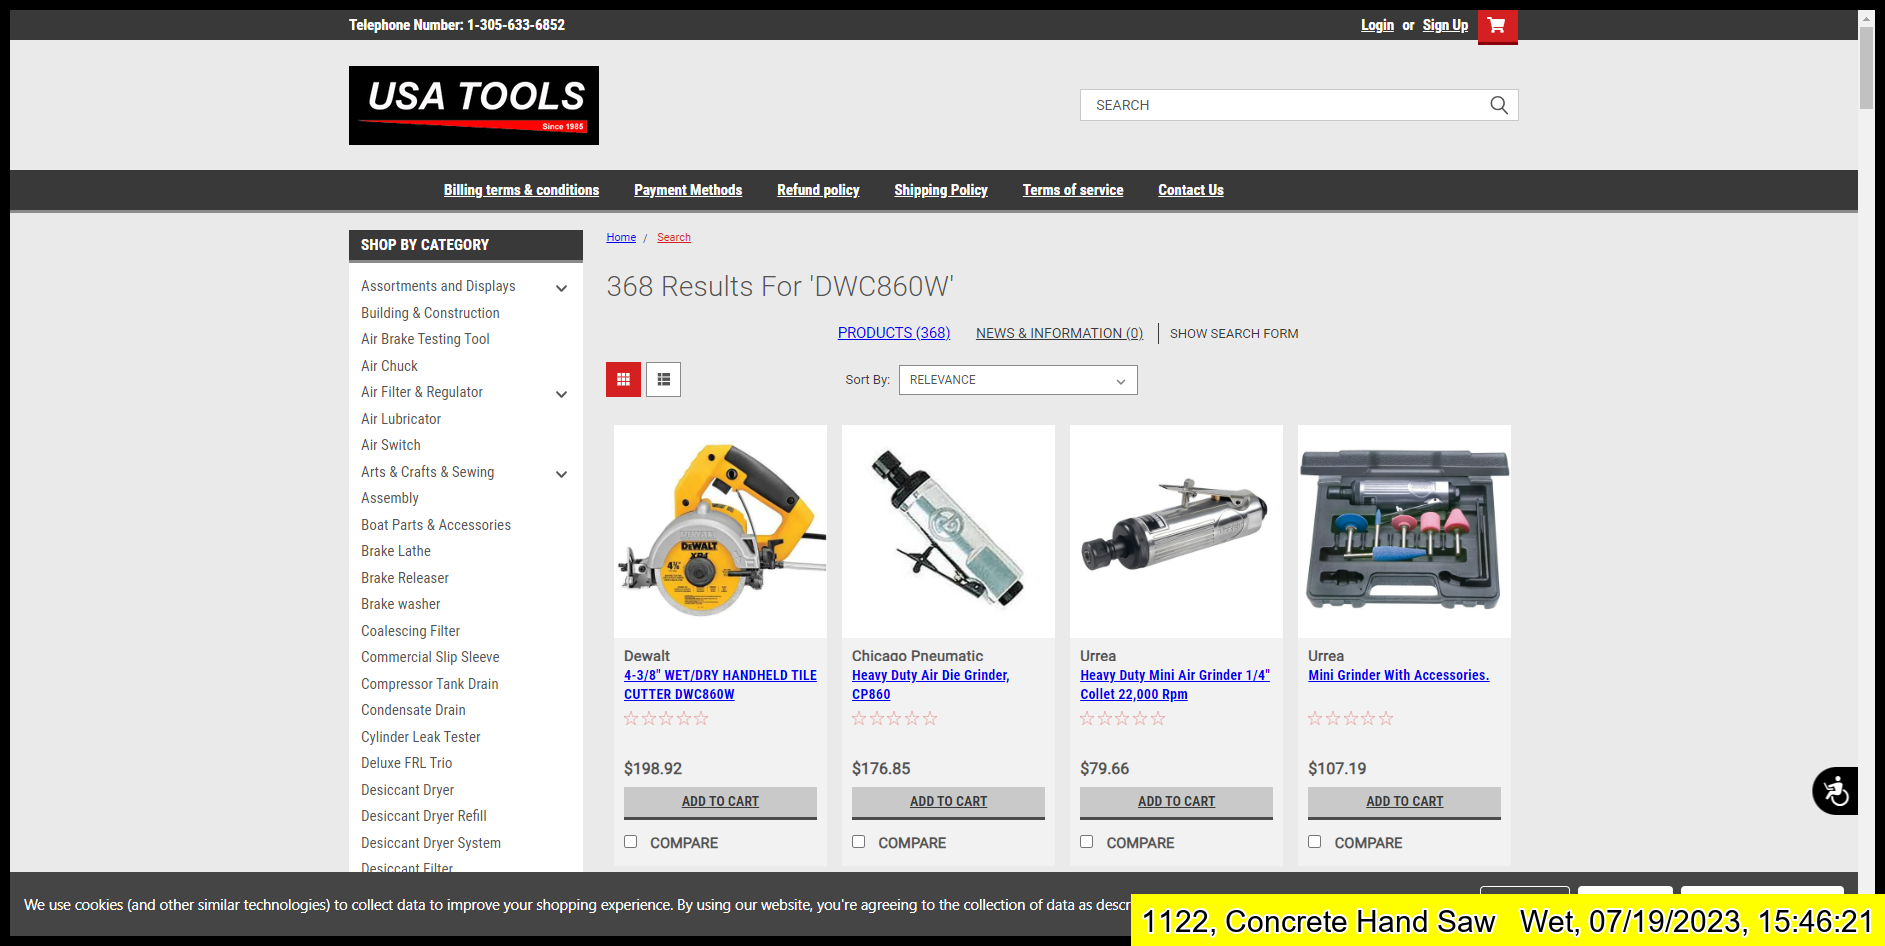 Telephone Number: 1-305-633-6852
Login or Sign Up
USA TOOLS
Since 1985
SEARCH
Billing terms & conditions Payment Methods Refund policy Shipping Policy Terms of service Contact Us
SHOP BY CATEGORY
Assortments and Displays
Building & Construction
Air Brake Testing Tool
Air Chuck
Air Filter & Regulator
Air Lubricator
Air Switch
Arts & Crafts & Sewing
Assembly
Boat Parts & Accessories
Brake Lathe
Brake Releaser
Brake washer
Coalescing Filter
Commercial Slip Sleeve
Compressor Tank Drain
Condensate Drain
Cylinder Leak Tester
Deluxe FRL Trio
Desiccant Dryer
Desiccant Dryer Refill
Desiccant Dryer System
Desiccant Filter
Home / Search
368 Results For 'DWC860W'
PRODUCTS (368) NEWS & INFORMATION (0) SHOW SEARCH FORM
Sort By: RELEVANCE
DEWALT
XP4
4⅜"
Dewalt
4-3/8" WET/DRY HANDHELD TILE
CUTTER DWC860W
$198.92
ADD TO CART
COMPARE
Chicago Pneumatic
Heavy Duty Air Die Grinder,
CP860
$176.85
ADD TO CART
COMPARE
Urrea
Heavy Duty Mini Air Grinder 1/4"
Collet 22,000 Rpm
$79.66
ADD TO CART
COMPARE
Urrea
Mini Grinder With Accessories.
$107.19
ADD TO CART
COMPARE
We use cookies (and other similar technologies) to collect data to improve your shopping experience. By using our website, you're agreeing to the collection of data as descr
1122, Concrete Hand Saw Wet, 07/19/2023, 15:46:21